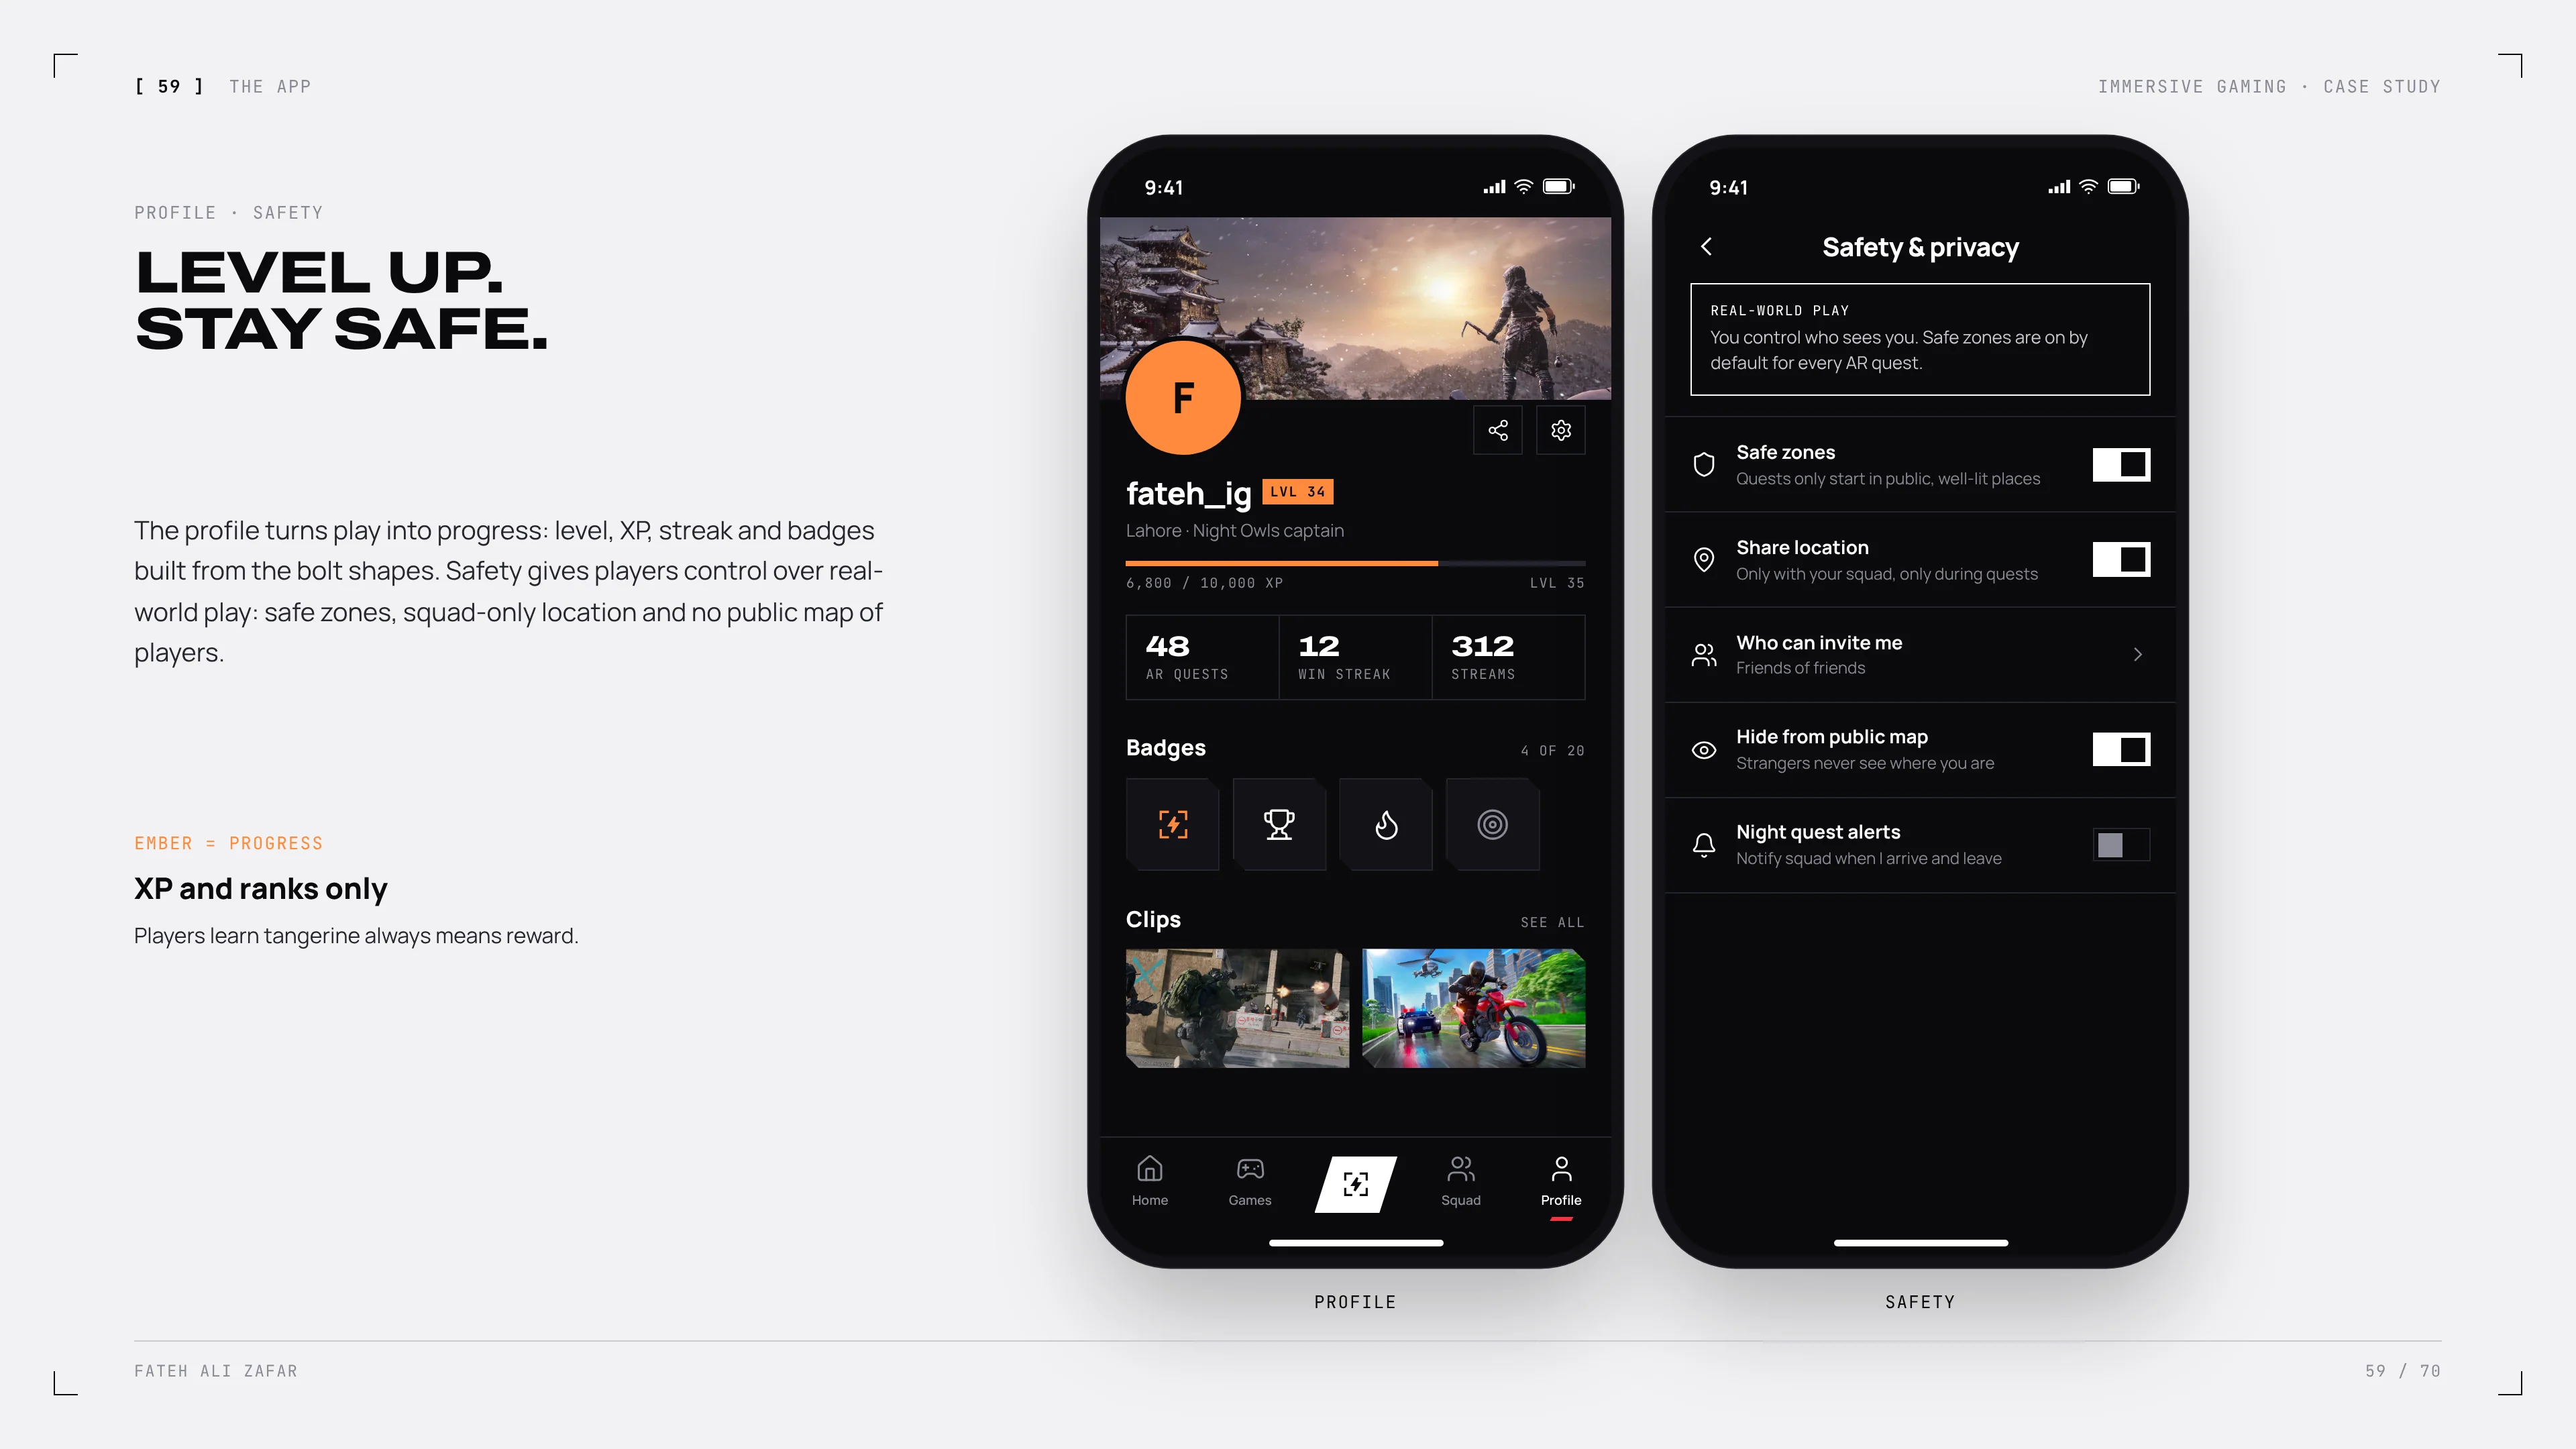 [ 59 ] THE APP
IMMERSIVE GAMING · CASE STUDY
PROFILE · SAFETY
LEVEL UP.
STAY SAFE.
The profile turns play into progress: level, XP, streak and badges
built from the bolt shapes. Safety gives players control over real-
world play: safe zones, squad-only location and no public map of
players.
EMBER = PROGRESS
XP and ranks only
Players learn tangerine always means reward.
9:41
F
fateh_ig LVL 34
Lahore · Night Owls captain
6,800 / 10,000 XP LVL 35
48 12 312
AR QUESTS WIN STREAK STREAMS
Badges 4 OF 20
Clips SEE ALL
Home Games Squad Profile
PROFILE
9:41
Safety & privacy
REAL-WORLD PLAY
You control who sees you. Safe zones are on by
default for every AR quest.
Safe zones
Quests only start in public, well-lit places
Share location
Only with your squad, only during quests
Who can invite me
Friends of friends
Hide from public map
Strangers never see where you are
Night quest alerts
Notify squad when I arrive and leave
SAFETY
FATEH ALI ZAFAR
59 / 70